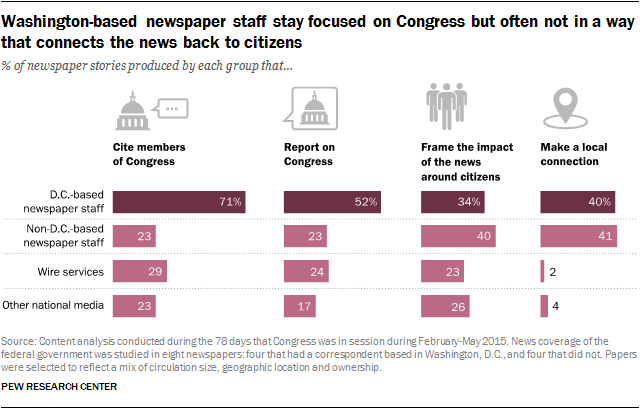 Washington-based newspaper staff stay focused on Congress but often not in a way
that connects the news back to citizens
% of newspaper stories produced by each group that...
...
Cite members
of Congress
Report on
Congress
Frame the impact
of the news
around citizens
Make a local
connection
D.C.-based
newspaper staff
71%
52%
34%
40%
Non-D.C.-based
newspaper staff
23
23
40
41
Wire services
29
24
23
2
Other national media
23
17
26
4
Source: Content analysis conducted during the 78 days that Congress was in session during February-May 2015. News coverage of the
federal government was studied in eight newspapers: four that had a correspondent based in Washington, D.C., and four that did not. Papers
were selected to reflect a mix of circulation size, geographic location and ownership.
PEW RESEARCH CENTER